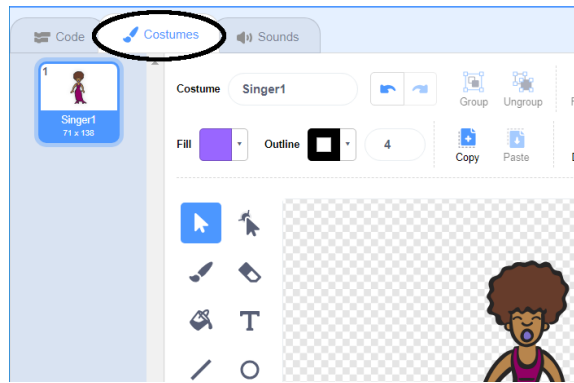 Code
Costumes
Sounds
1
Singer1
71 x 138
Costume
Singer1
Group
Ungroup
Fill
Outline
4
Copy
Paste
T